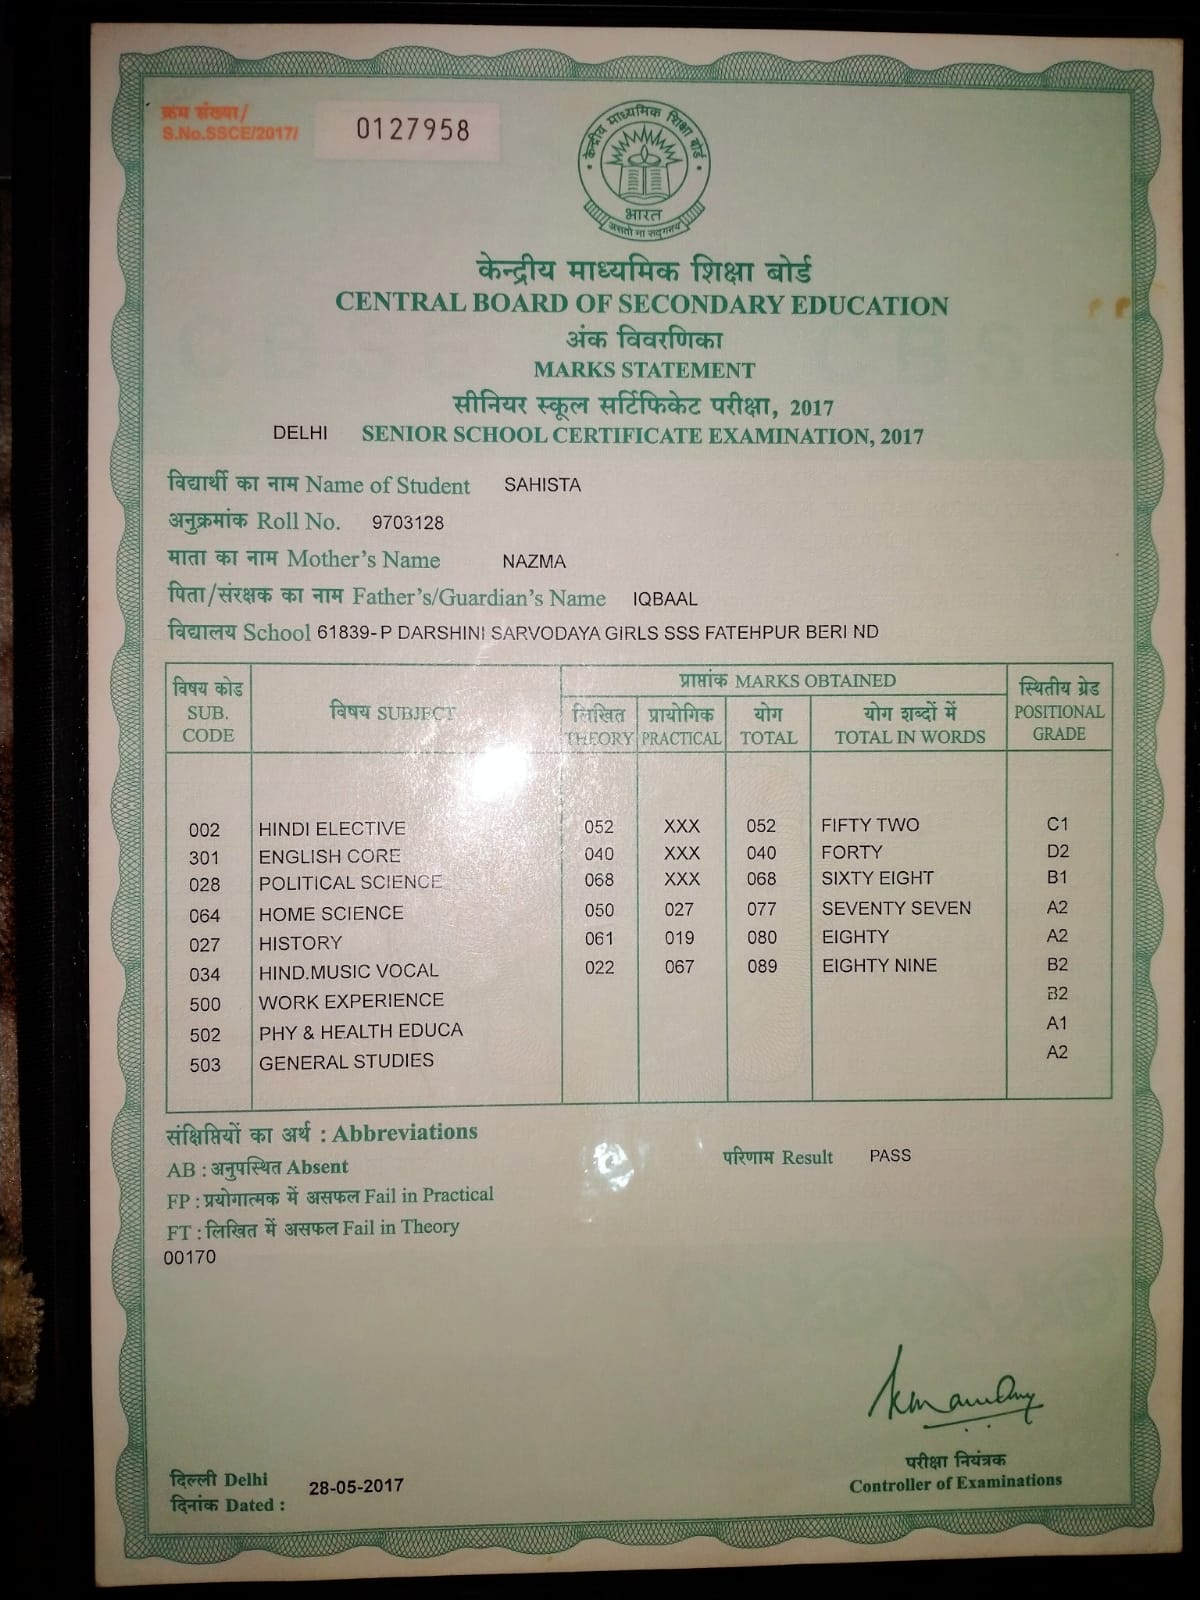 क्रम संख्या/
S.No.SSCE/2017/ 0127958
केन्द्रीय माध्यमिक शिक्षा बोर्ड
भारत
असतो मा सद्गमय
केन्द्रीय माध्यमिक शिक्षा बोर्ड
CENTRAL BOARD OF SECONDARY EDUCATION
अंक विवरणिका
MARKS STATEMENT
सीनियर स्कूल सर्टिफिकेट परीक्षा, 2017
DELHI SENIOR SCHOOL CERTIFICATE EXAMINATION, 2017
विद्यार्थी का नाम Name of Student SAHISTA
अनुक्रमांक Roll No. 9703128
माता का नाम Mother's Name NAZMA
पिता/संरक्षक का नाम Father's/Guardian's Name IQBAAL
विद्यालय School 61839-P DARSHINI SARVODAYA GIRLS SSS FATEHPUR BERI ND
विषय कोड SUB. CODE विषय SUBJECT प्राप्तांक MARKS OBTAINED स्थितीय ग्रेड POSITIONAL GRADE
लिखित THEORY प्रायोगिक PRACTICAL योग TOTAL योग शब्दों में TOTAL IN WORDS
002 HINDI ELECTIVE 052 XXX 052 FIFTY TWO C1
301 ENGLISH CORE 040 XXX 040 FORTY D2
028 POLITICAL SCIENCE 068 XXX 068 SIXTY EIGHT B1
064 HOME SCIENCE 050 027 077 SEVENTY SEVEN A2
027 HISTORY 061 019 080 EIGHTY A2
034 HIND.MUSIC VOCAL 022 067 089 EIGHTY NINE B2
500 WORK EXPERIENCE B2
502 PHY & HEALTH EDUCA A1
503 GENERAL STUDIES A2
संक्षिप्तियों का अर्थ : Abbreviations
AB : अनुपस्थित Absent परिणाम Result PASS
FP : प्रयोगात्मक में असफल Fail in Practical
FT : लिखित में असफल Fail in Theory
00170
दिल्ली Delhi
दिनांक Dated : 28-05-2017
परीक्षा नियंत्रक
Controller of Examinations